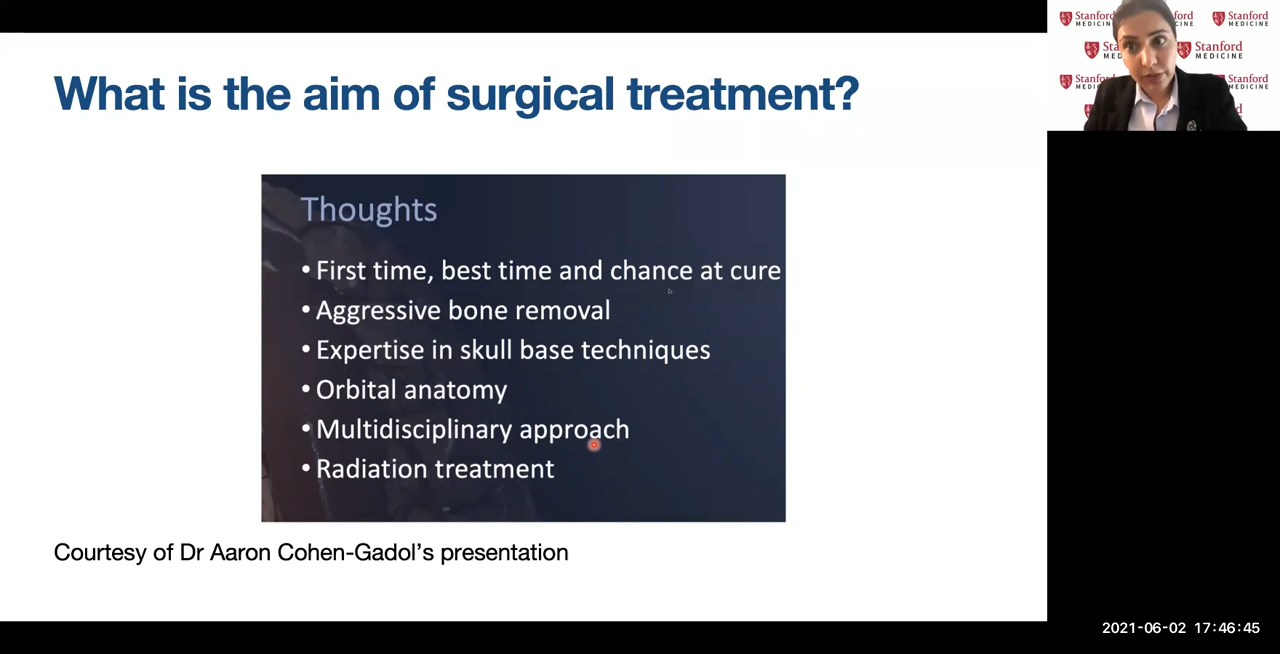 What is the aim of surgical treatment?
Thoughts
• First time, best time and chance at cure
• Aggressive bone removal
• Expertise in skull base techniques
• Orbital anatomy
• Multidisciplinary approach
• Radiation treatment
Courtesy of Dr Aaron Cohen-Gadol's presentation
Stanford
MEDICINE
Stanford
MEDICINE
Stanford
MEDICINE
Stanford
MEDICINE
2021-06-02 17:46:45